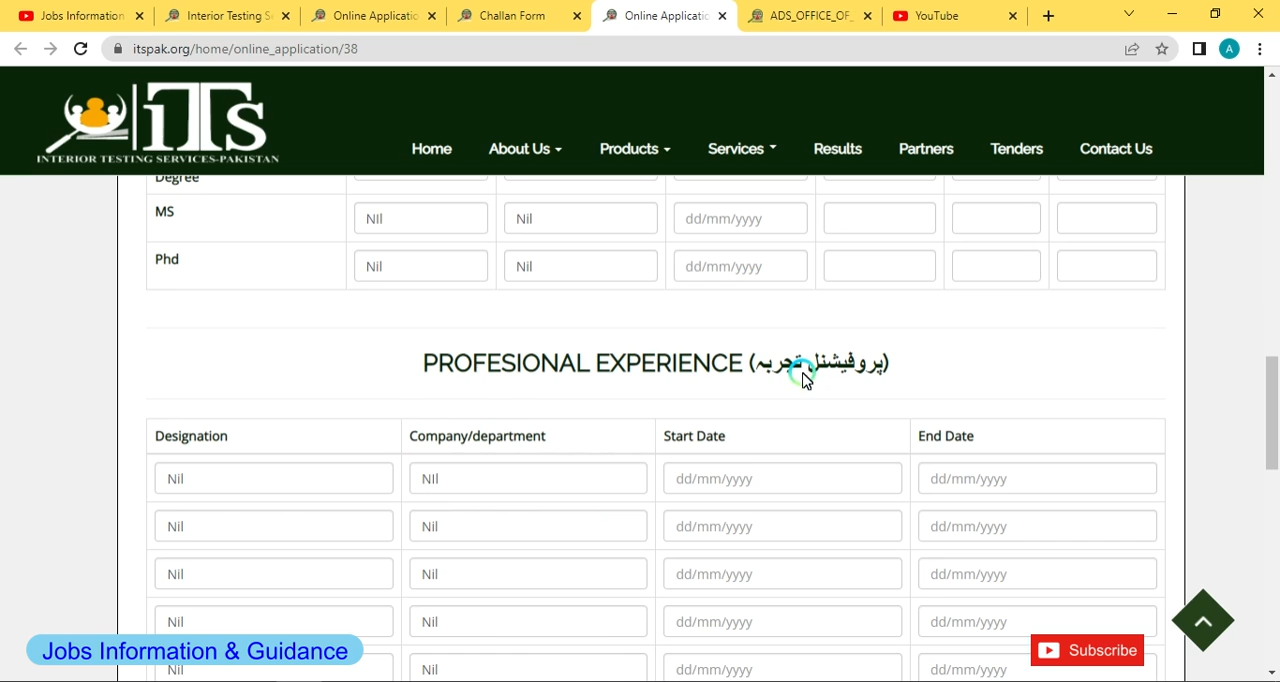 Jobs Information
Interior Testing Se
Online Applicatio
Challan Form
Online Applicatio
ADS_OFFICE_OF_
YouTube
itspak.org/home/online_application/38
A
iTs
INTERIOR TESTING SERVICES-PAKISTAN
Home
About Us
Products
Services
Results
Partners
Tenders
Contact Us
Degree
MS
NIl
Nil
dd/mm/yyyy
Phd
Nil
Nil
dd/mm/yyyy
PROFESIONAL EXPERIENCE (پروفیشنل تجربہ)
Designation
Company/department
Start Date
End Date
Nil
NIl
dd/mm/yyyy
dd/mm/yyyy
Nil
Nil
dd/mm/yyyy
dd/mm/yyyy
Nil
Nil
dd/mm/yyyy
dd/mm/yyyy
Nil
Nil
dd/mm/yyyy
dd/mm/yyyy
Nil
Nil
dd/mm/yyyy
dd/mm/yyyy
Jobs Information & Guidance
Subscribe